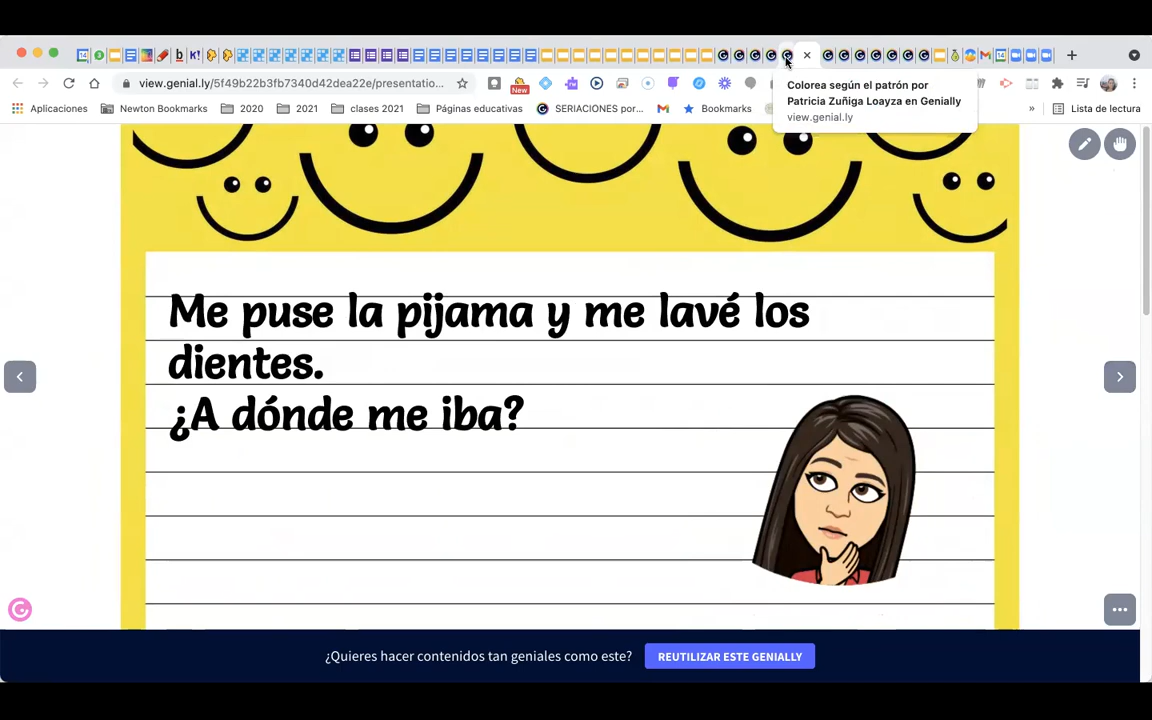 view.genial.ly/5f49b22b3fb7340d42dea22e/presentatio...
New
Colorea según el patrón por
Patricia Zuñiga Loayza en Genially
view.genial.ly
Aplicaciones
Newton Bookmarks
2020
2021
clases 2021
Páginas educativas
SERIACIONES por...
Bookmarks
»
Lista de lectura
Me puse la pijama y me lavé los
dientes.
¿A dónde me iba?
¿Quieres hacer contenidos tan geniales como este?
REUTILIZAR ESTE GENIALLY